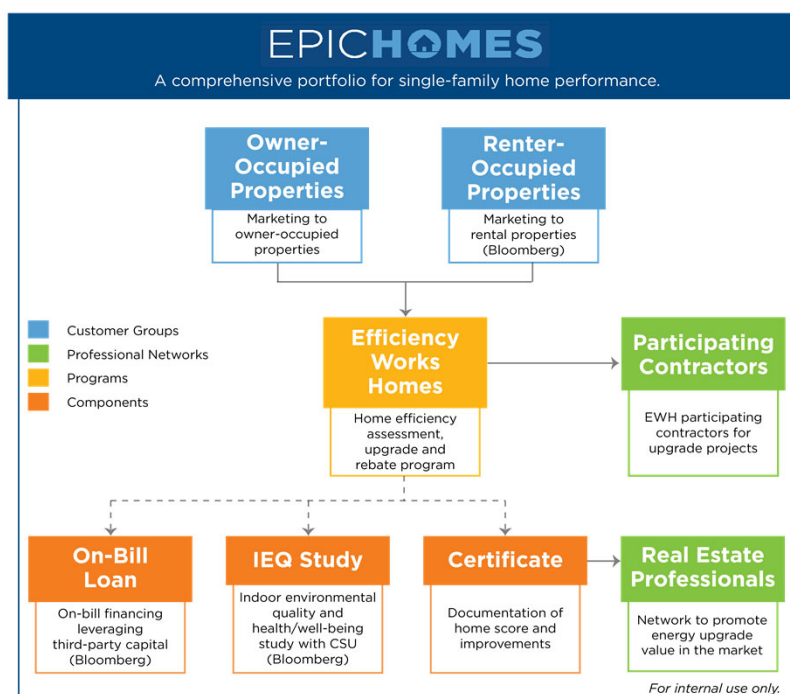 EPICHOMES
A comprehensive portfolio for single-family home performance.
Owner-
Occupied
Properties
Marketing to
owner-occupied
properties
Renter-
Occupied
Properties
Marketing to
rental properties
(Bloomberg)
Customer Groups
Professional Networks
Programs
Components
Efficiency
Works
Homes
Home efficiency
assessment,
upgrade and
rebate program
Participating
Contractors
EWH participating
contractors for
upgrade projects
On-Bill
Loan
On-bill financing
leveraging
third-party capital
(Bloomberg)
IEQ Study
Indoor environmental
quality and
health/well-being
study with CSU
(Bloomberg)
Certificate
Documentation of
home score and
improvements
Real Estate
Professionals
Network to promote
energy upgrade
value in the market
For internal use only.